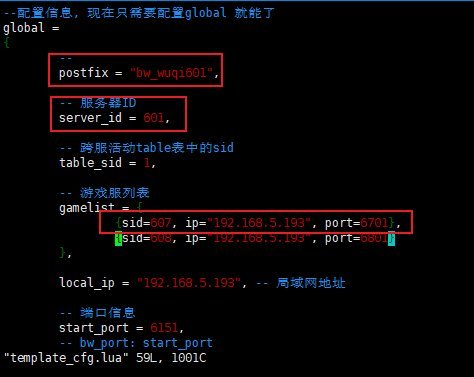 --配置信息, 现在只需要配置global 就能了
global =
{
--
postfix = "bw_wuqi601",
-- 服务器ID
server_id = 601,
-- 跨服活动table表中的sid
table_sid = 1,
-- 游戏服列表
gamelist = {
{sid=607, ip="192.168.5.193", port=6701},
{sid=608, ip="192.168.5.193", port=6801}
},
local_ip = "192.168.5.193", -- 局域网地址
-- 端口信息
start_port = 6151,
-- bw_port: start_port
"template_cfg.lua" 59L, 1001C